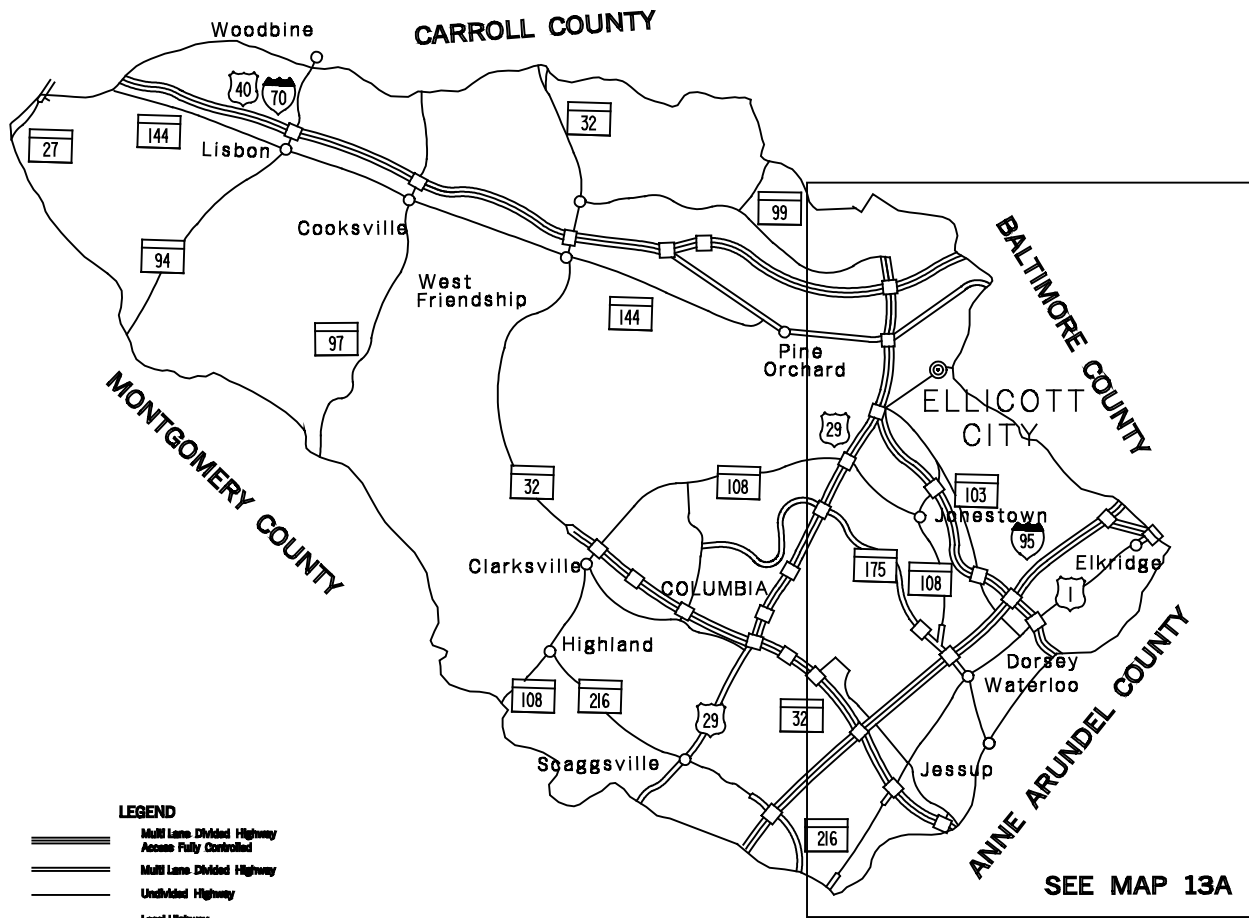 Woodbine
CARROLL COUNTY
40
70
32
27
144
Lisbon
99
Cooksville
94
West
Friendship
BALTIMORE COUNTY
144
97
Pine
Orchard
ELLICOTT
CITY
29
MONTGOMERY COUNTY
32
108
103
Jonestown
95
Clarksville
175
108
Elkridge
COLUMBIA
1
Highland
Dorsey
Waterloo
108
216
29
32
ANNE ARUNDEL COUNTY
Scaggsville
Jessup
LEGEND
Multi Lane Divided Highway
Access Fully Controlled
216
Multi Lane Divided Highway
SEE MAP 13A
Undivided Highway
Local Highway